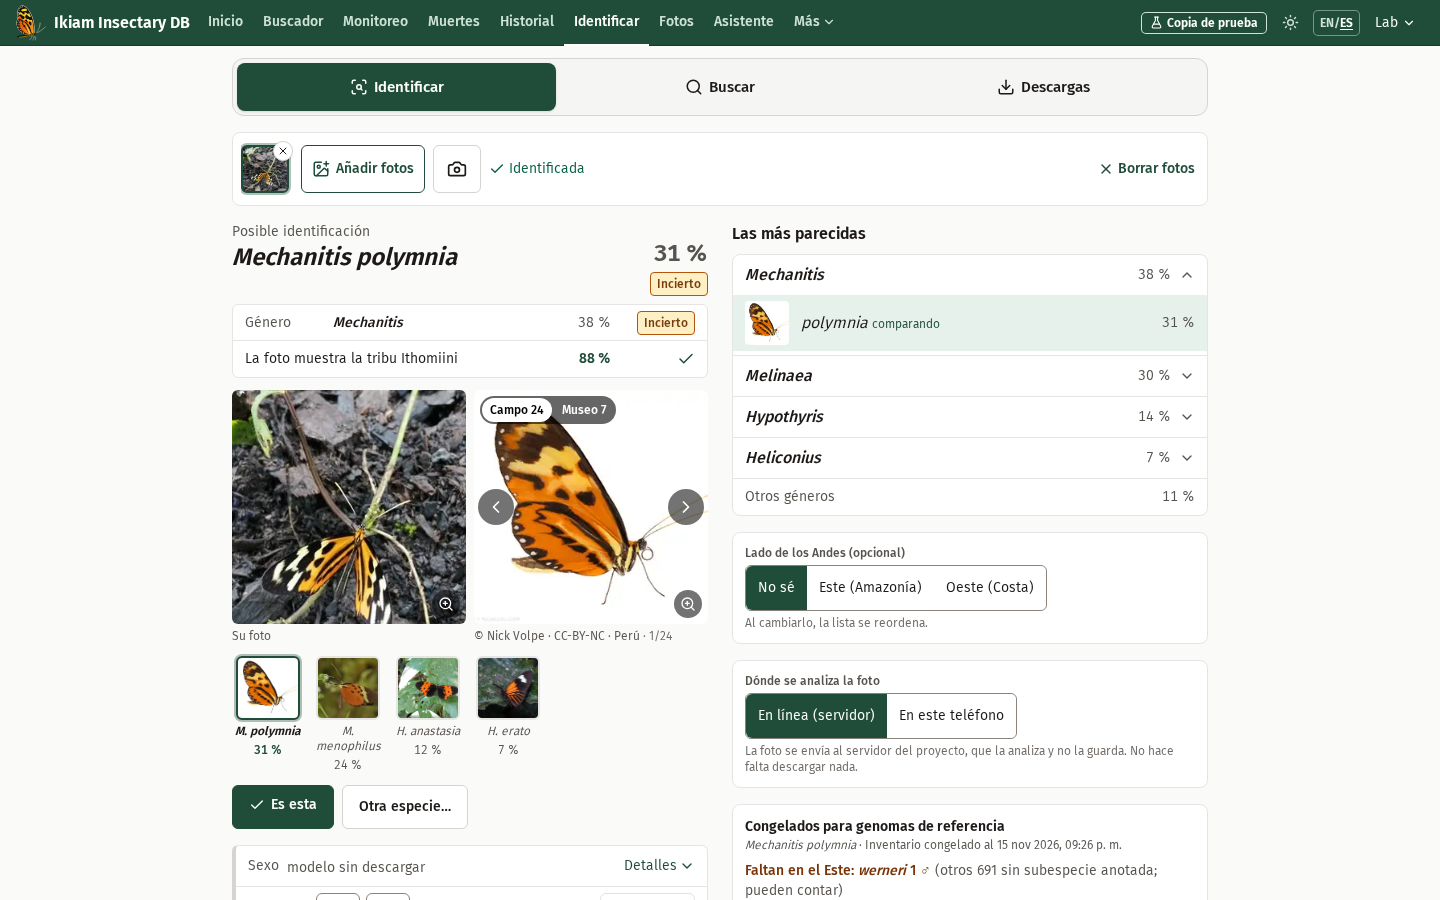 Ikiam Insectary DB
Inicio
Buscador
Monitoreo
Muertes
Historial
Identificar
Fotos
Asistente
Más
Copia de prueba
EN/ES
Lab
Identificar
Buscar
Descargas
Añadir fotos
Identificada
Borrar fotos
Posible identificación
Mechanitis polymnia
31 %
Incierto
Género
Mechanitis
38 %
Incierto
La foto muestra la tribu Ithomiini
88 %
Campo 24
Museo 7
Su foto
© Nick Volpe · CC-BY-NC · Perú · 1/24
M. polymnia
31 %
M. menophilus
24 %
H. anastasia
12 %
H. erato
7 %
Es esta
Otra especie...
Sexo
modelo sin descargar
Detalles
Las más parecidas
Mechanitis
38 %
polymnia comparando
31 %
Melinaea
30 %
Hypothyris
14 %
Heliconius
7 %
Otros géneros
11 %
Lado de los Andes (opcional)
No sé
Este (Amazonía)
Oeste (Costa)
Al cambiarlo, la lista se reordena.
Dónde se analiza la foto
En línea (servidor)
En este teléfono
La foto se envía al servidor del proyecto, que la analiza y no la guarda. No hace
falta descargar nada.
Congelados para genomas de referencia
Mechanitis polymnia · Inventario congelado al 15 nov 2026, 09:26 p. m.
Faltan en el Este: werneri 1 ♂ (otros 691 sin subespecie anotada;
pueden contar)